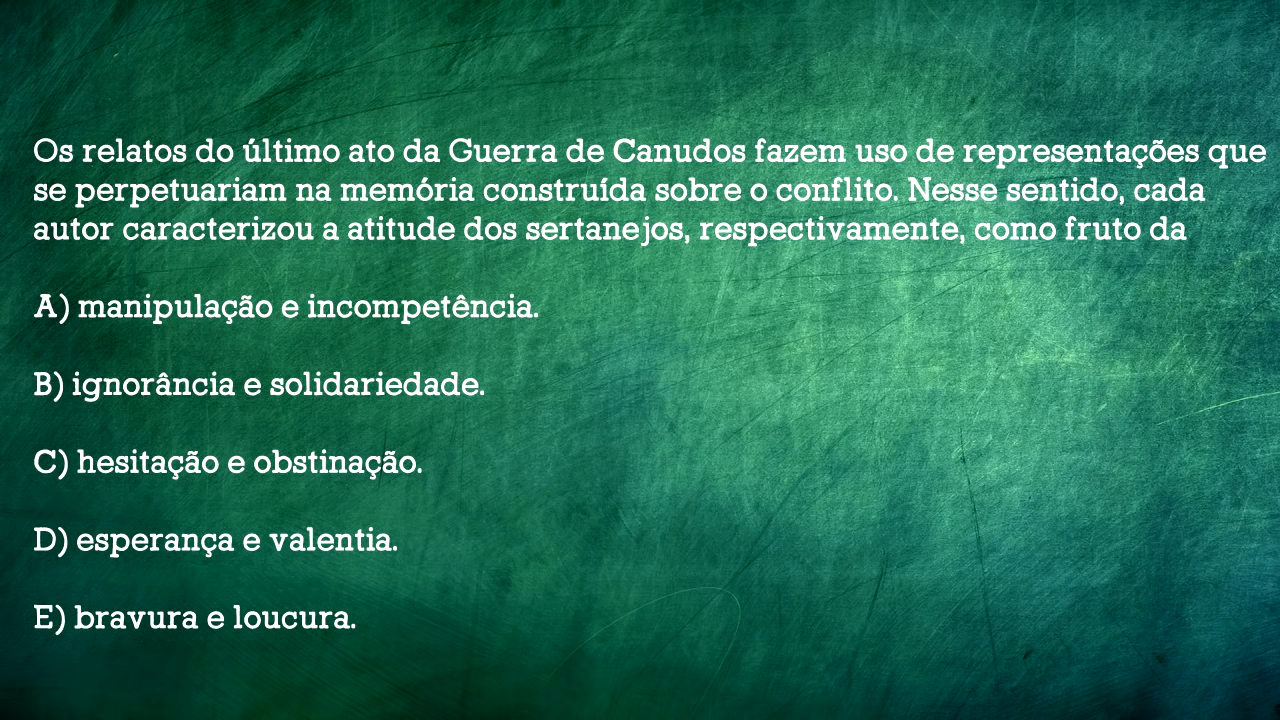 Os relatos do último ato da Guerra de Canudos fazem uso de representações que
se perpetuariam na memória construída sobre o conflito. Nesse sentido, cada
autor caracterizou a atitude dos sertanejos, respectivamente, como fruto da
A) manipulação e incompetência.
B) ignorância e solidariedade.
C) hesitação e obstinação.
D) esperança e valentia.
E) bravura e loucura.